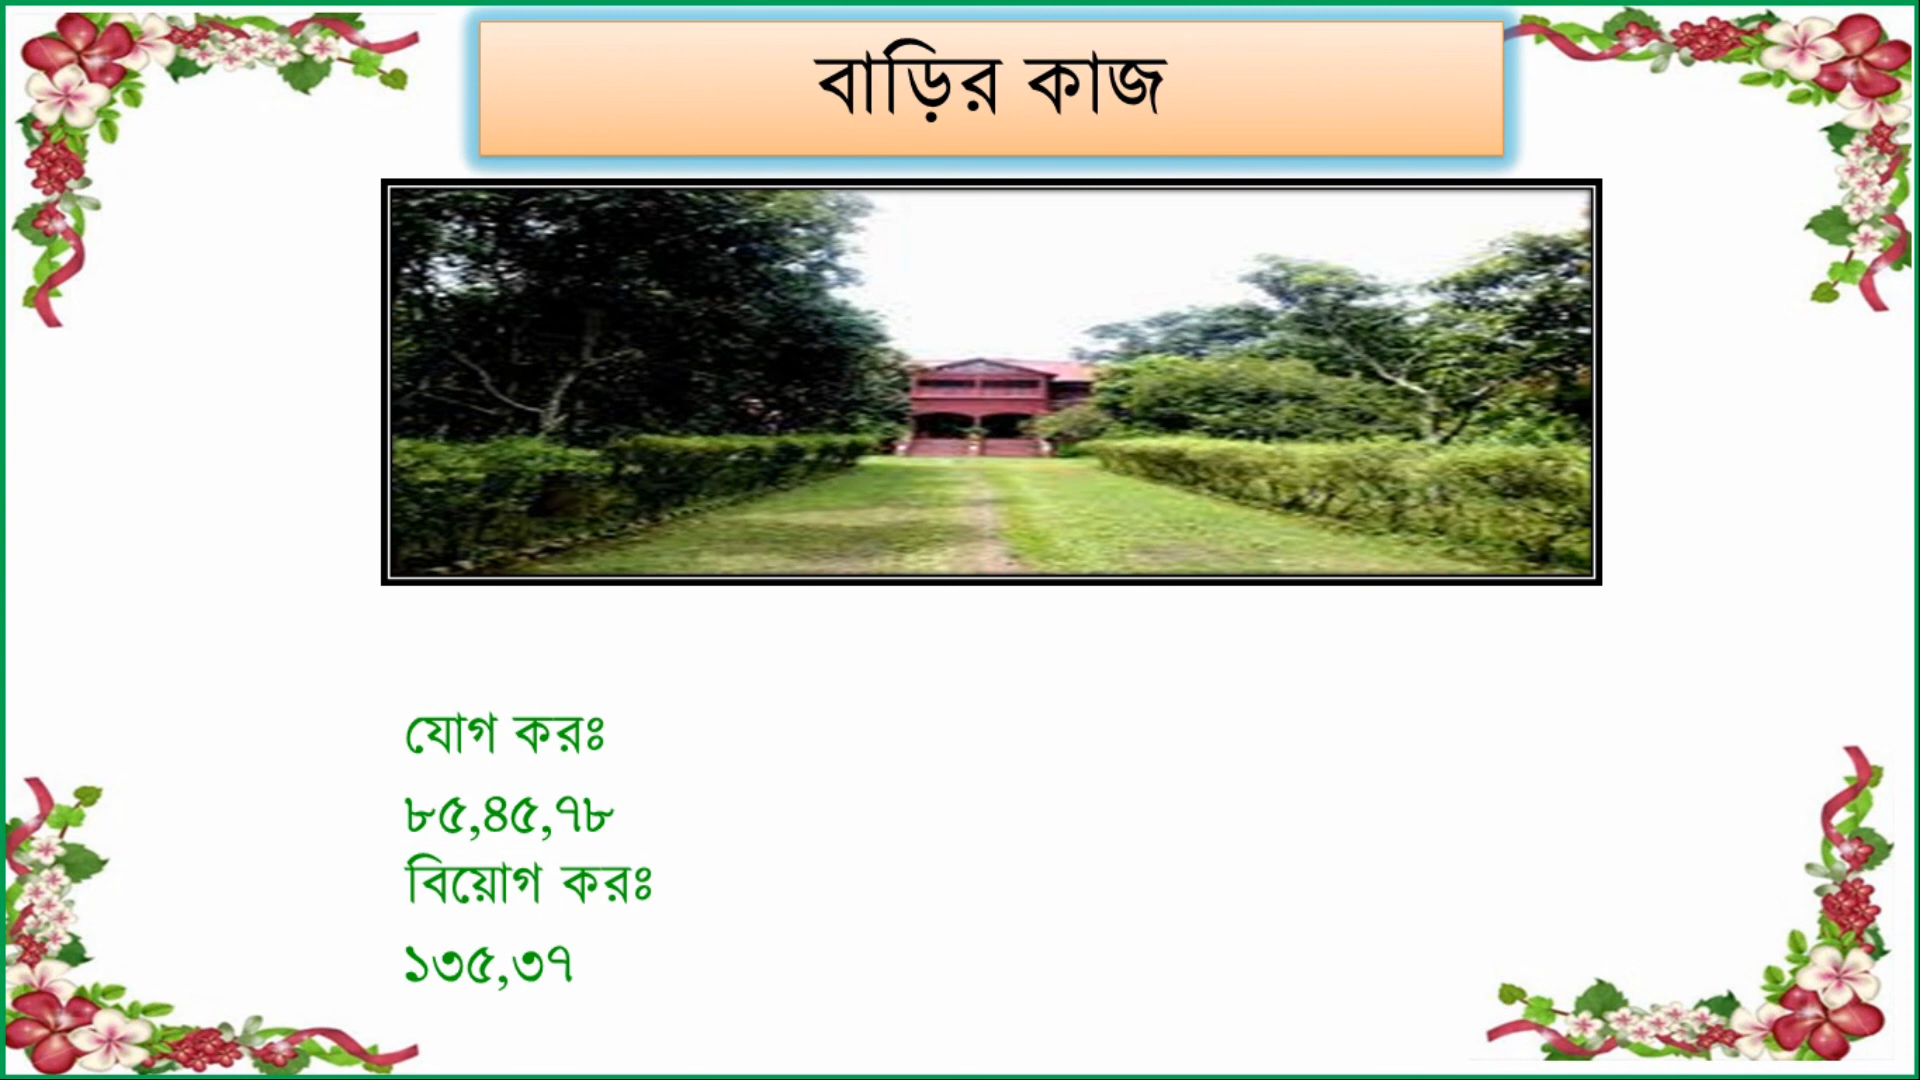 বাড়ির কাজ
যোগ করঃ
৮৫,৪৫,৭৮
বিয়োগ করঃ
১৩৫,৩৭